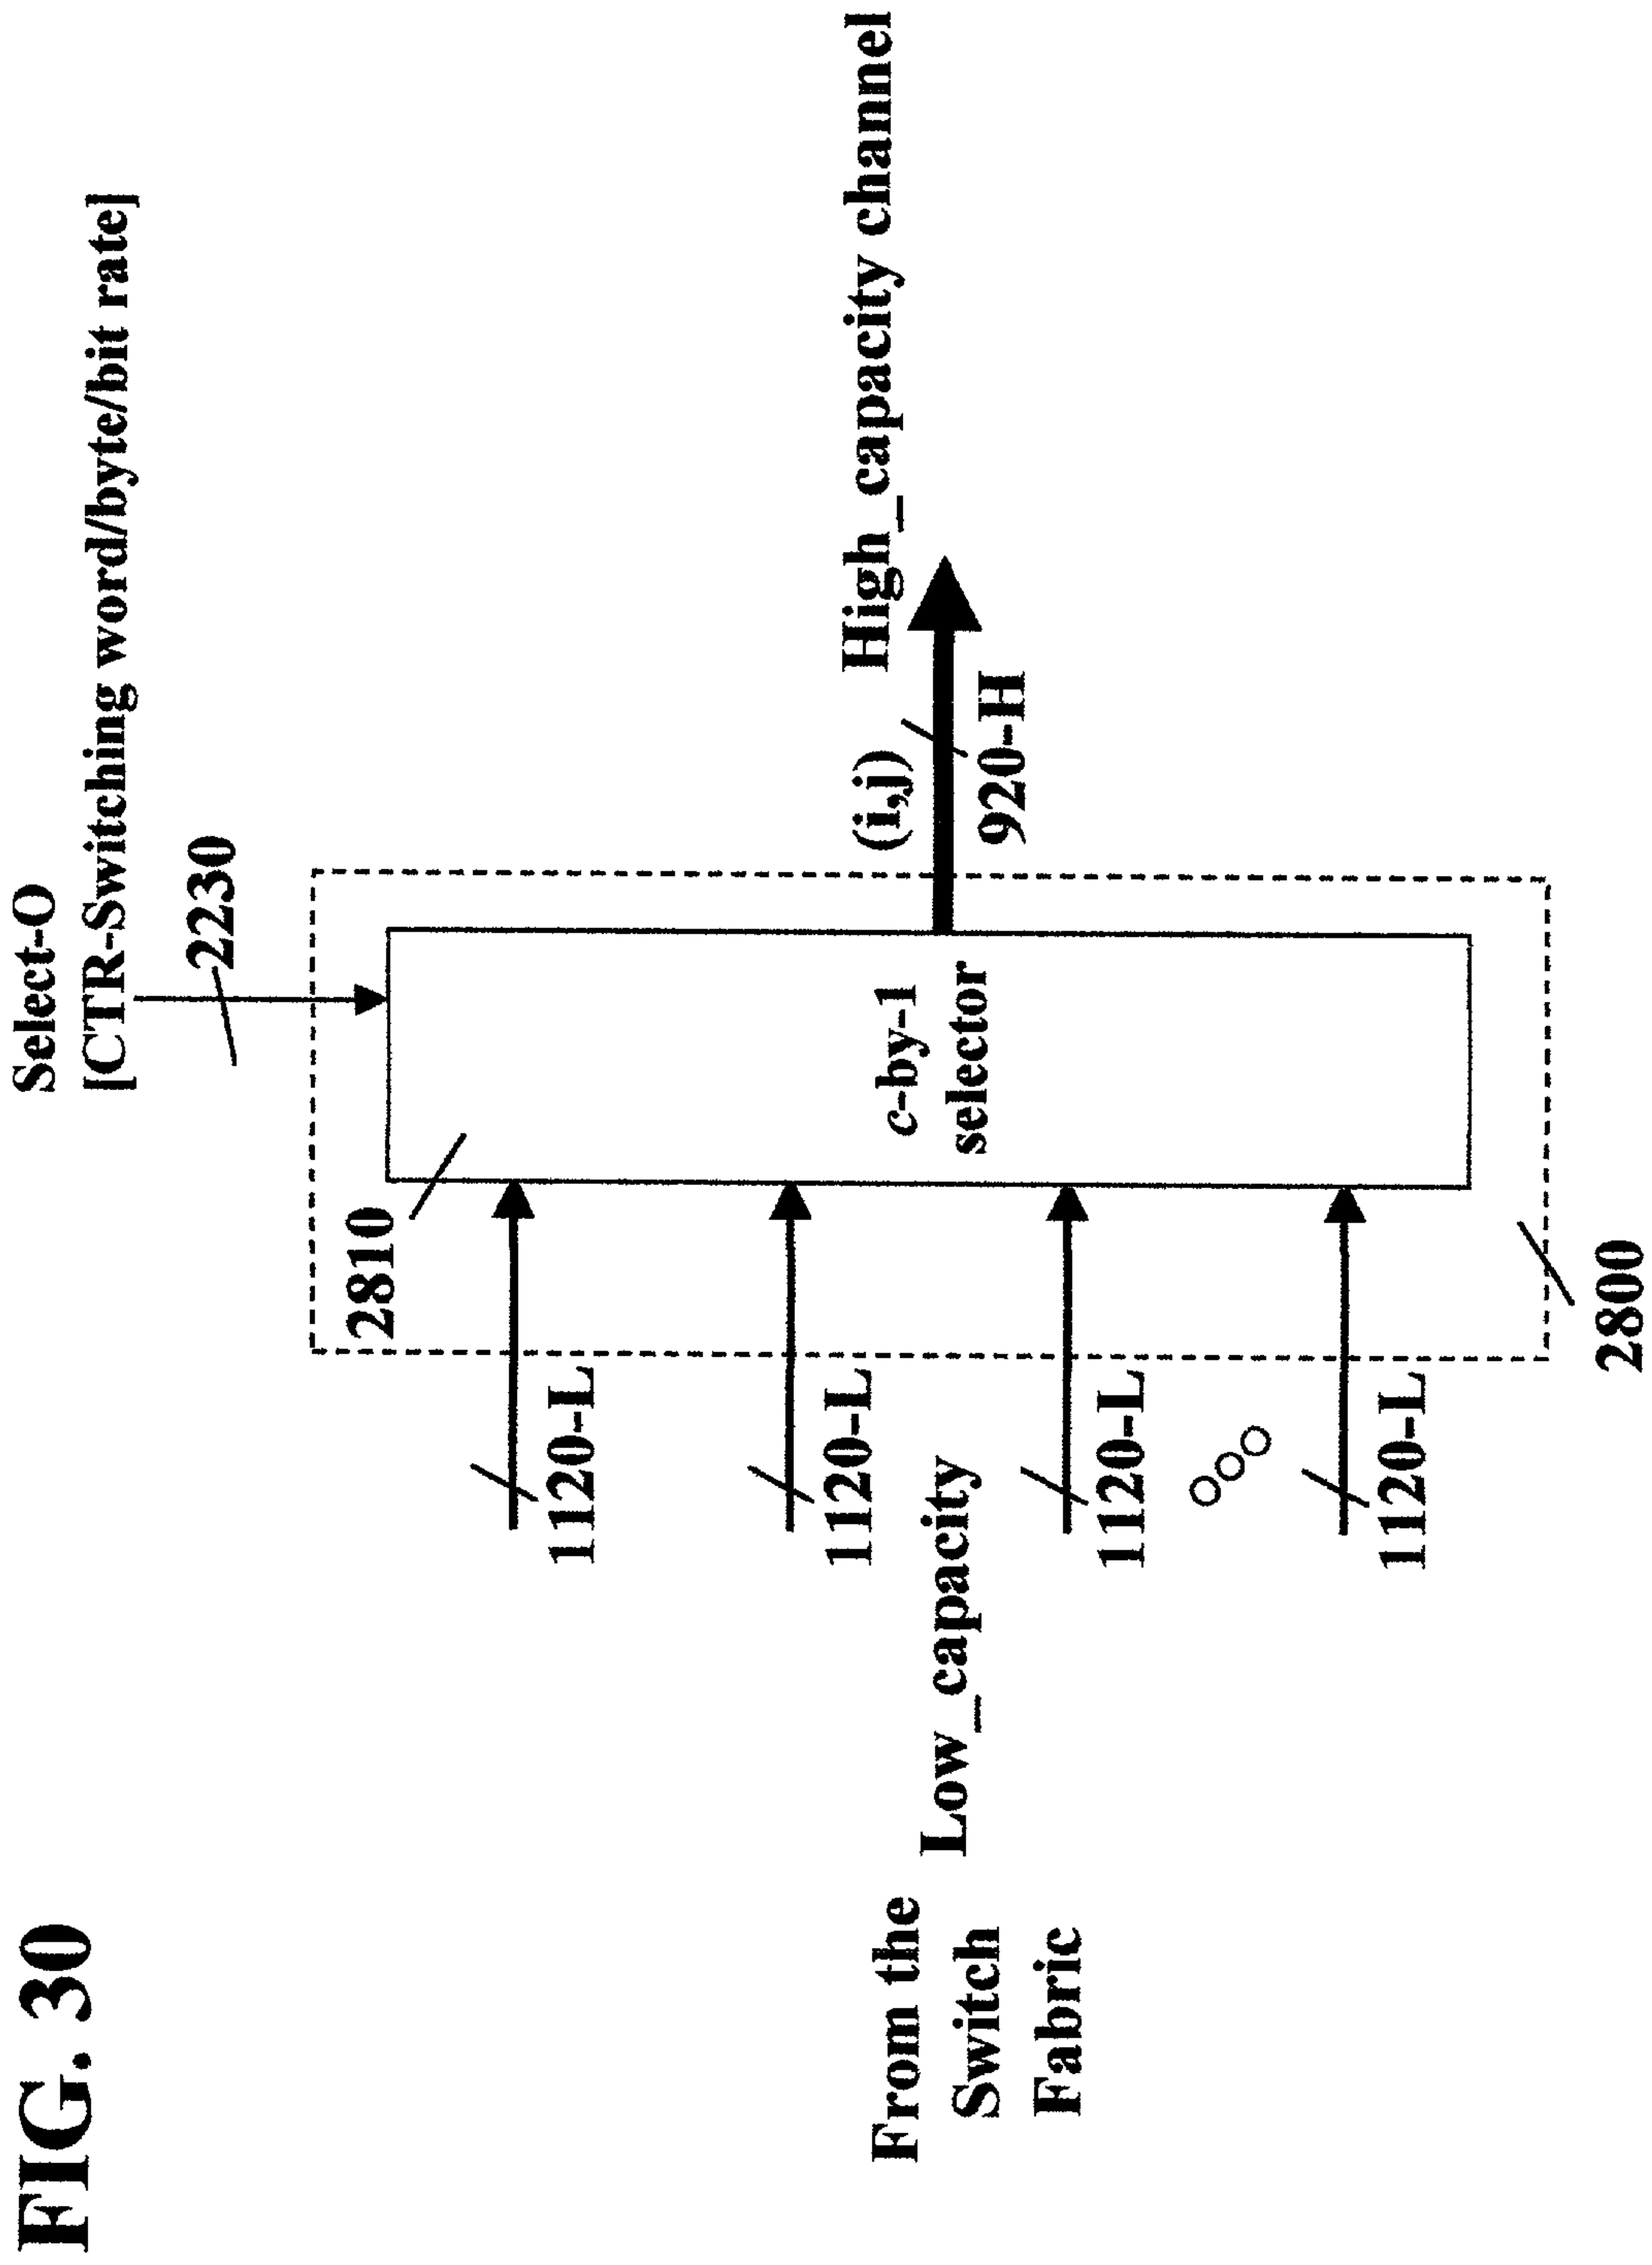 FIG. 30
Select-O
[CTR-Switching word/byte/bit rate]
2230
2810
1120-L
1120-L
1120-L
1120-L
From the
Switch
Fabric
Low_capacity
c-by-1
selector
(i,j)
920-H
High_capacity channel
2800